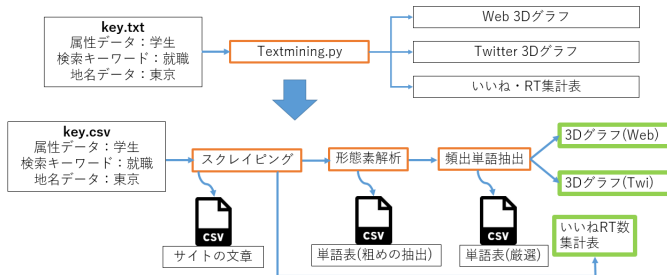 key.txt
属性データ：学生
検索キーワード：就職
地名データ：東京
Textmining.py
Web 3Dグラフ
Twitter 3Dグラフ
いいね・RT集計表
key.csv
属性データ：学生
検索キーワード：就職
地名データ：東京
スクレイピング
形態素解析
頻出単語抽出
3Dグラフ(Web)
3Dグラフ(Twi)
CSV
サイトの文章
CSV
単語表(粗めの抽出)
CSV
単語表(厳選)
いいねRT数
集計表